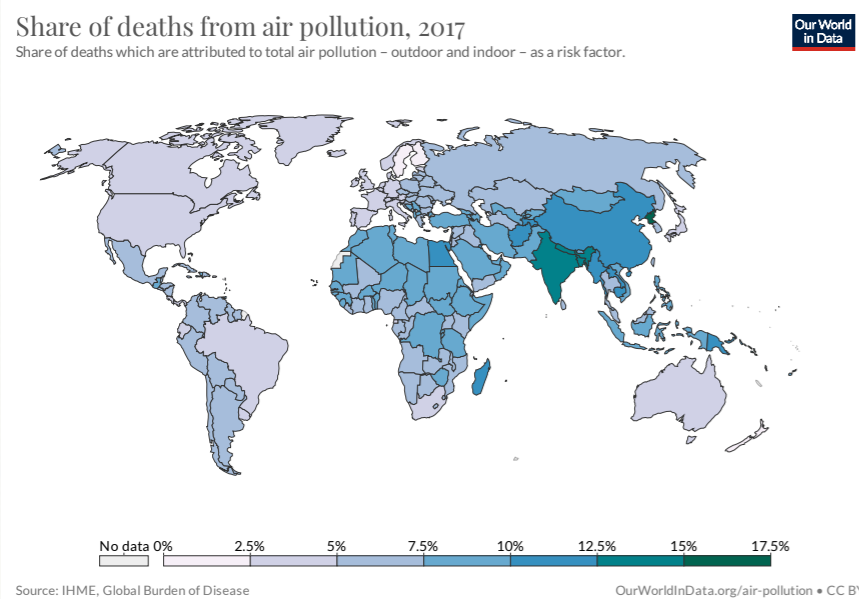 Share of deaths from air pollution, 2017
Our World
in Data
Share of deaths which are attributed to total air pollution – outdoor and indoor – as a risk factor.
No data 0% 2.5% 5% 7.5% 10% 12.5% 15% 17.5%
Source: IHME, Global Burden of Disease
OurWorldInData.org/air-pollution • CC BY